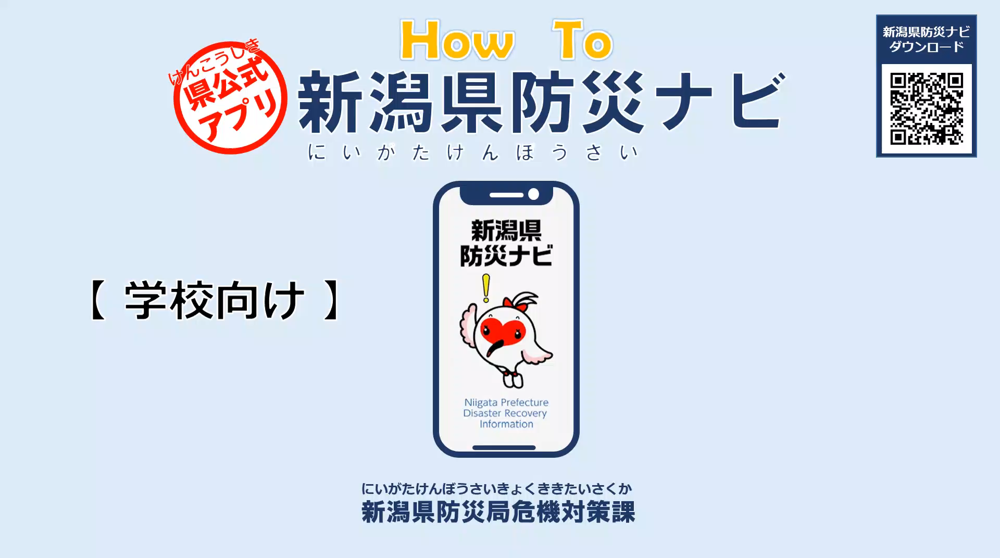 How To
けんこうしき
県公式
アプリ
新潟県防災ナビ
にいがたけんぼうさい
新潟県防災ナビ
ダウンロード
【 学校向け 】
新潟県
防災ナビ
!
Niigata Prefecture
Disaster Recovery
Information
にいがたけんぼうさいきょくききたいさくか
新潟県防災局危機対策課